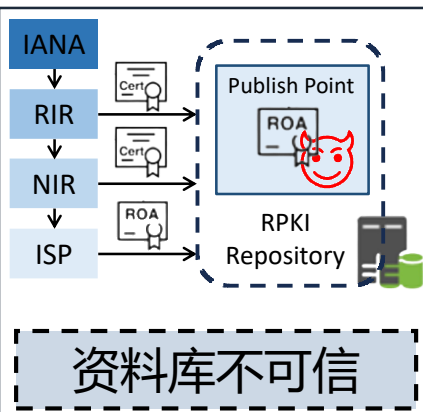 IANA
RIR
NIR
ISP
Cert
Cert
ROA
Publish Point
ROA
RPKI
Repository
资料库不可信